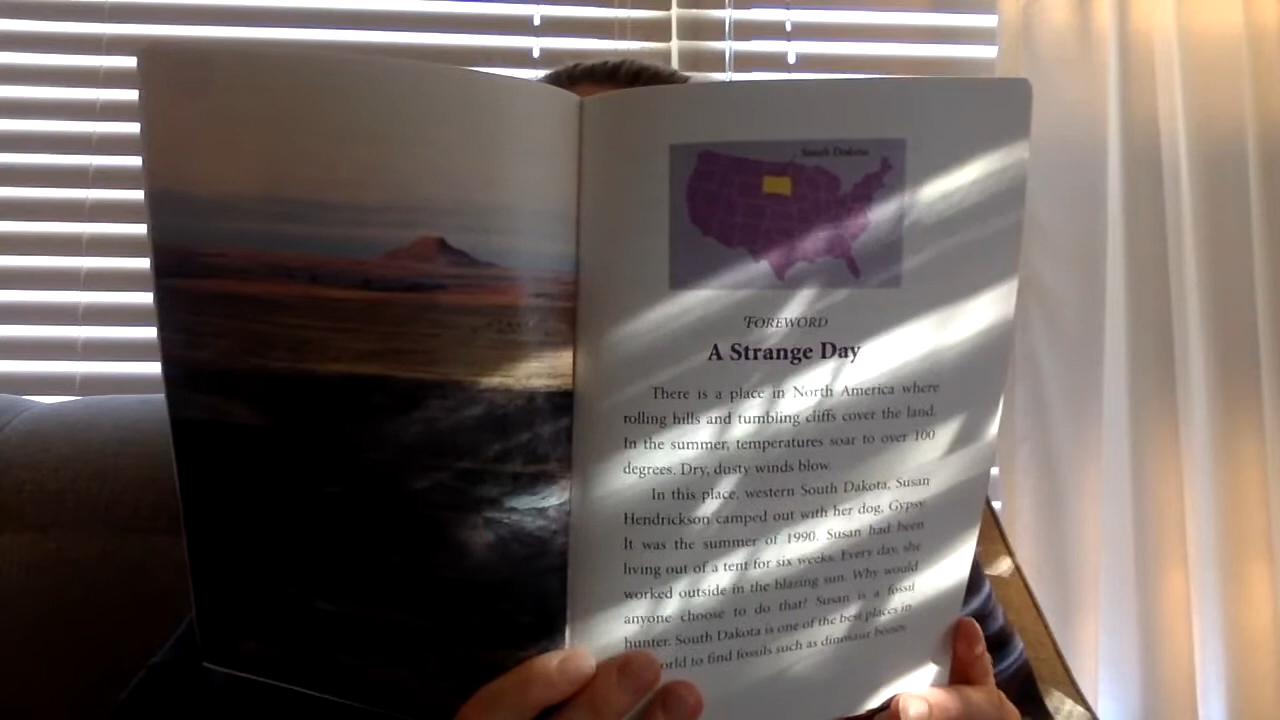 South Dakota
FOREWORD
A Strange Day
There is a place in North America where
rolling hills and tumbling cliffs cover the land.
In the summer, temperatures soar to over 100
degrees. Dry, dusty winds blow.
In this place, western South Dakota, Susan
Hendrickson camped out with her dog, Gypsy.
It was the summer of 1990. Susan had been
living out of a tent for six weeks. Every day, she
worked outside in the blazing sun. Why would
anyone choose to do that? Susan is a fossil
hunter. South Dakota is one of the best places in
orld to find fossils such as dinosaur bones.